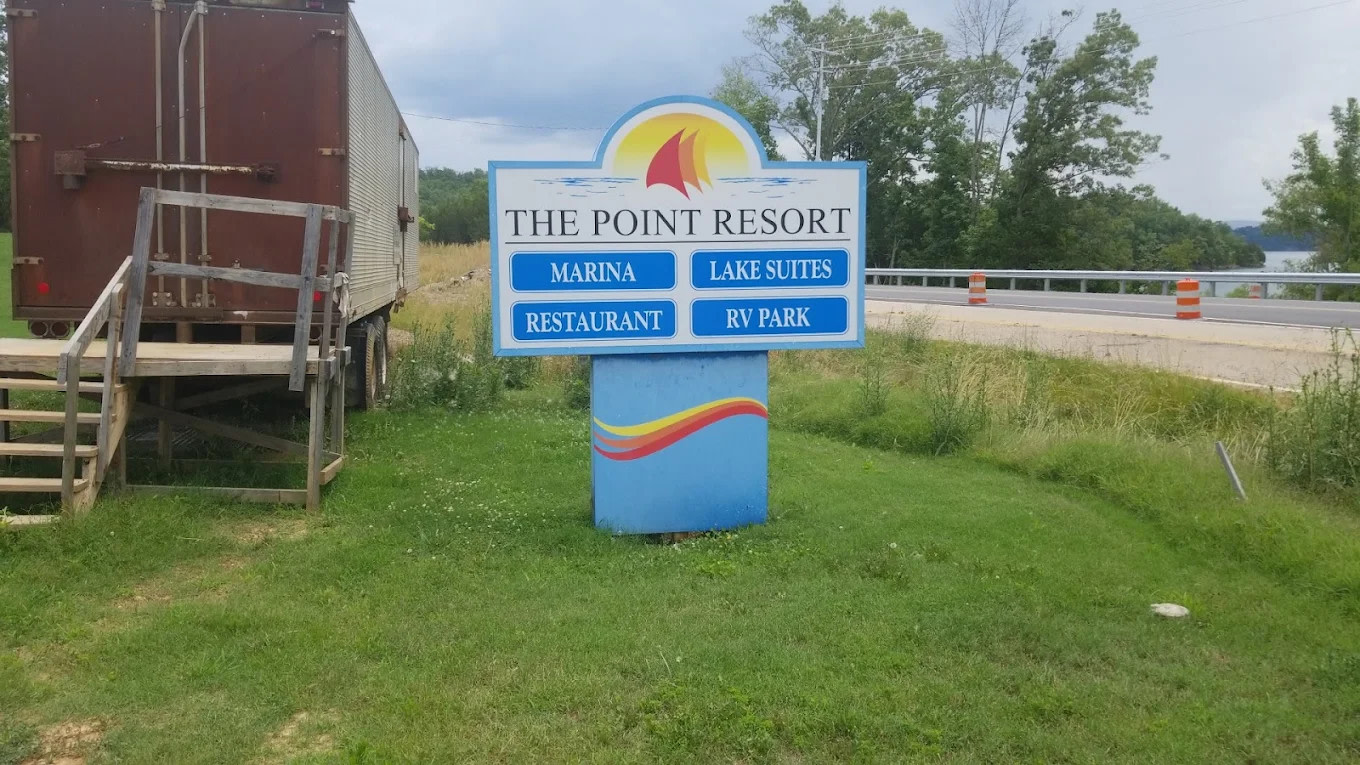 THE POINT RESORT
MARINA
LAKE SUITES
RESTAURANT
RV PARK